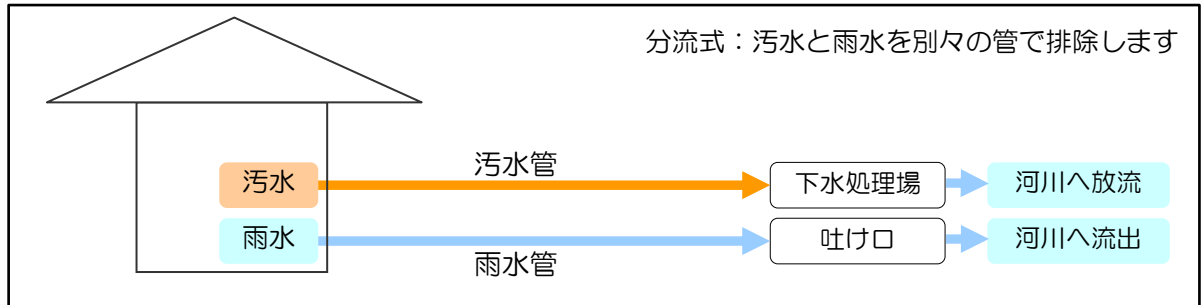 分流式：汚水と雨水を別々の管で排除します
汚水
汚水管
下水処理場
河川へ放流
雨水
雨水管
吐け口
河川へ流出